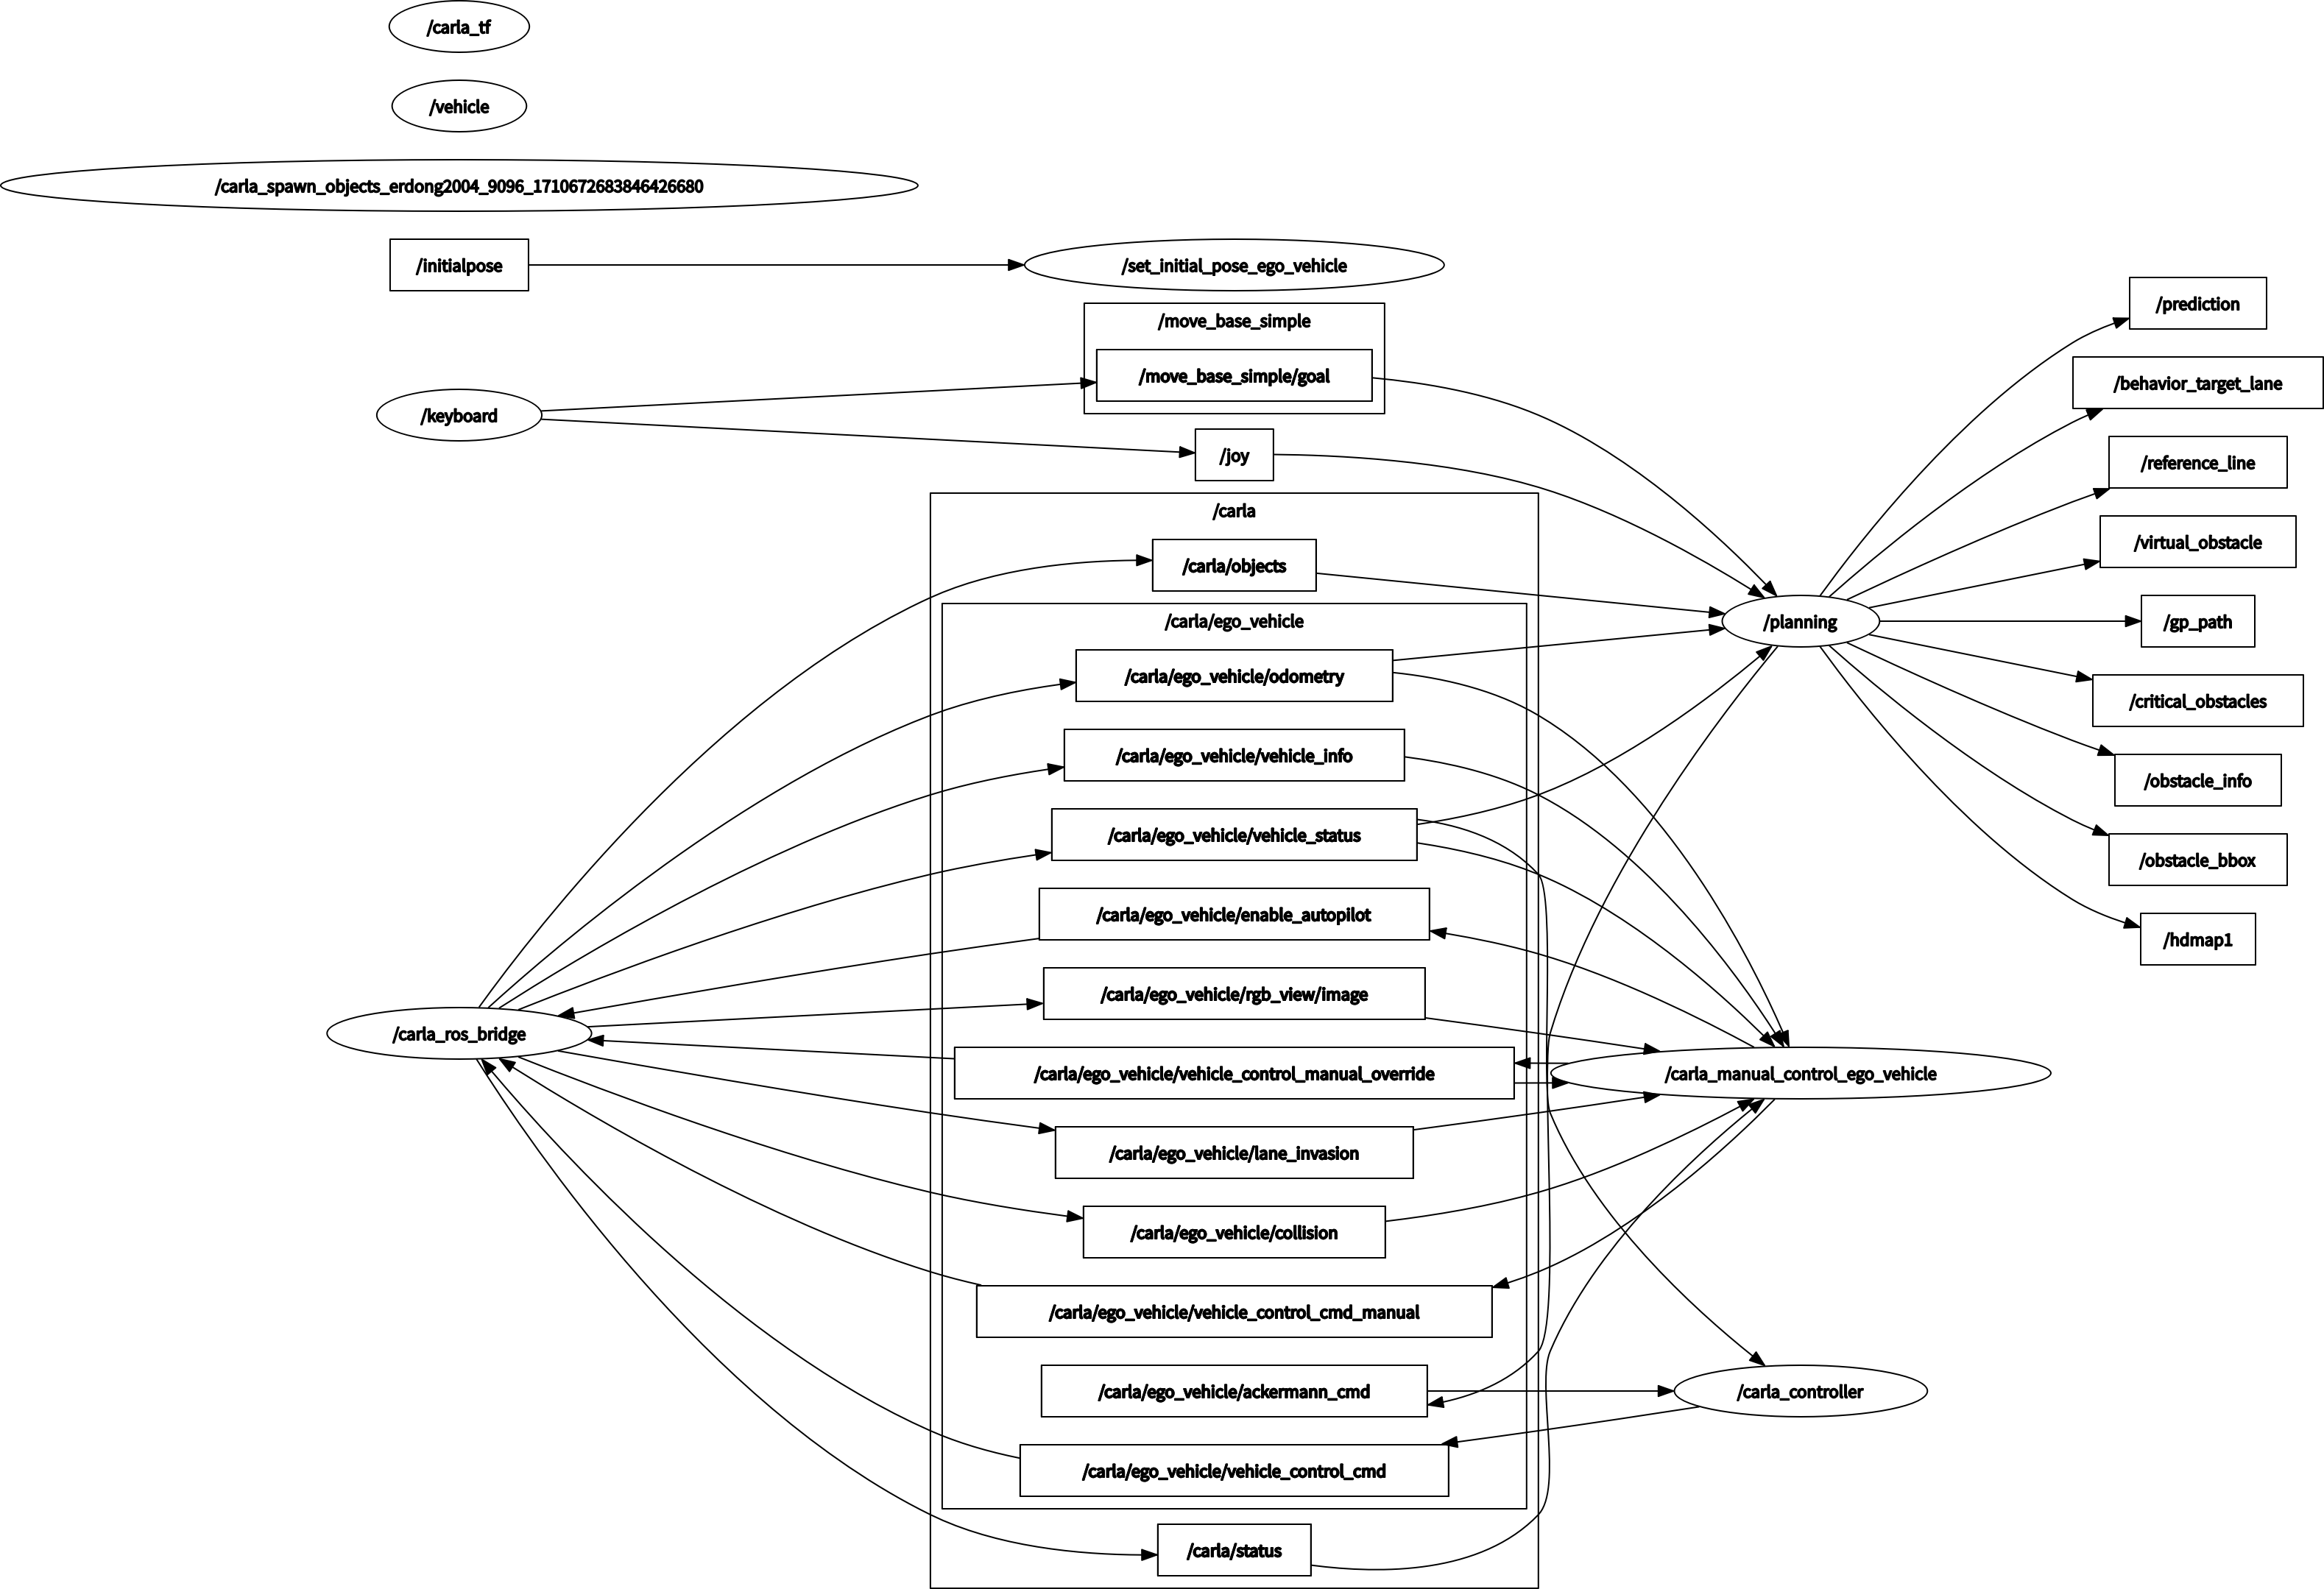 /carla_tf
/vehicle
/carla_spawn_objects_erdong2004_9096_1710672683846426680
/initialpose
/set_initial_pose_ego_vehicle
/move_base_simple
/move_base_simple/goal
/keyboard
/joy
/carla
/carla/objects
/carla/ego_vehicle
/carla/ego_vehicle/odometry
/carla/ego_vehicle/vehicle_info
/carla/ego_vehicle/vehicle_status
/carla/ego_vehicle/enable_autopilot
/carla/ego_vehicle/rgb_view/image
/carla_ros_bridge
/carla/ego_vehicle/vehicle_control_manual_override
/carla/ego_vehicle/lane_invasion
/carla/ego_vehicle/collision
/carla/ego_vehicle/vehicle_control_cmd_manual
/carla/ego_vehicle/ackermann_cmd
/carla/ego_vehicle/vehicle_control_cmd
/carla/status
/planning
/carla_manual_control_ego_vehicle
/carla_controller
/prediction
/behavior_target_lane
/reference_line
/virtual_obstacle
/gp_path
/critical_obstacles
/obstacle_info
/obstacle_bbox
/hdmap1